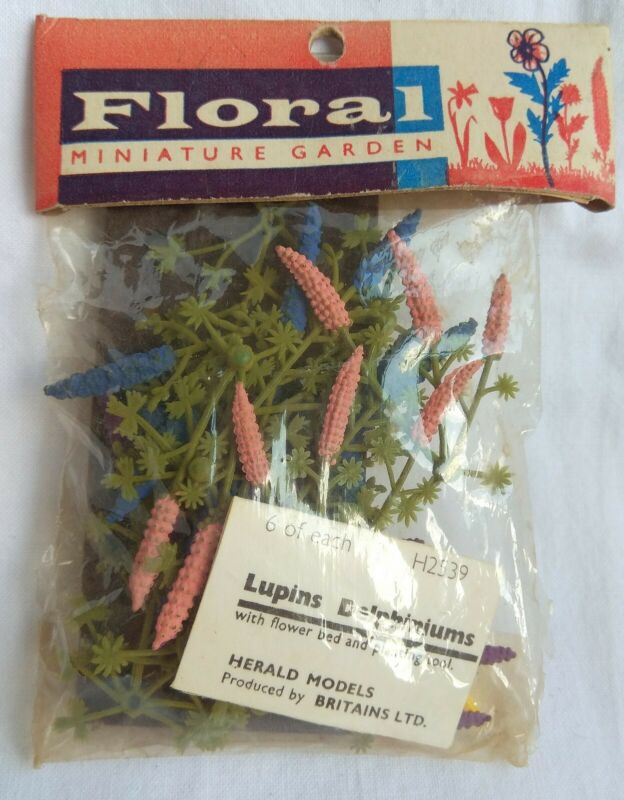 Floral
MINIATURE GARDEN
6 of each
H2539
Lupins Delphiniums
with flower bed and planting tool.
HERALD MODELS
Produced by BRITAINS LTD.